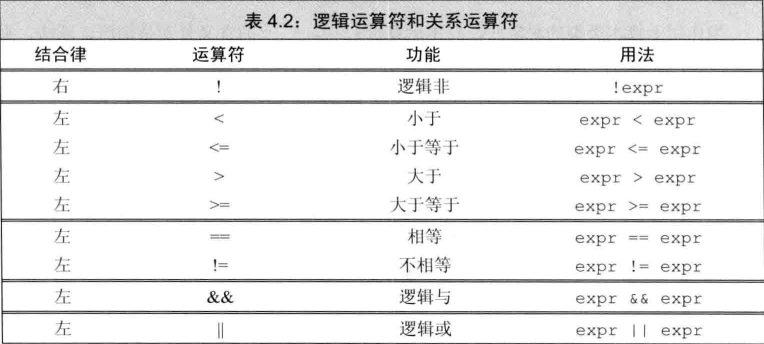 表 4.2：逻辑运算符和关系运算符
结合律 运算符 功能 用法
右 ! 逻辑非 !expr
左 < 小于 expr < expr
左 <= 小于等于 expr <= expr
左 > 大于 expr > expr
左 >= 大于等于 expr >= expr
左 == 相等 expr == expr
左 != 不相等 expr != expr
左 && 逻辑与 expr && expr
左 || 逻辑或 expr || expr